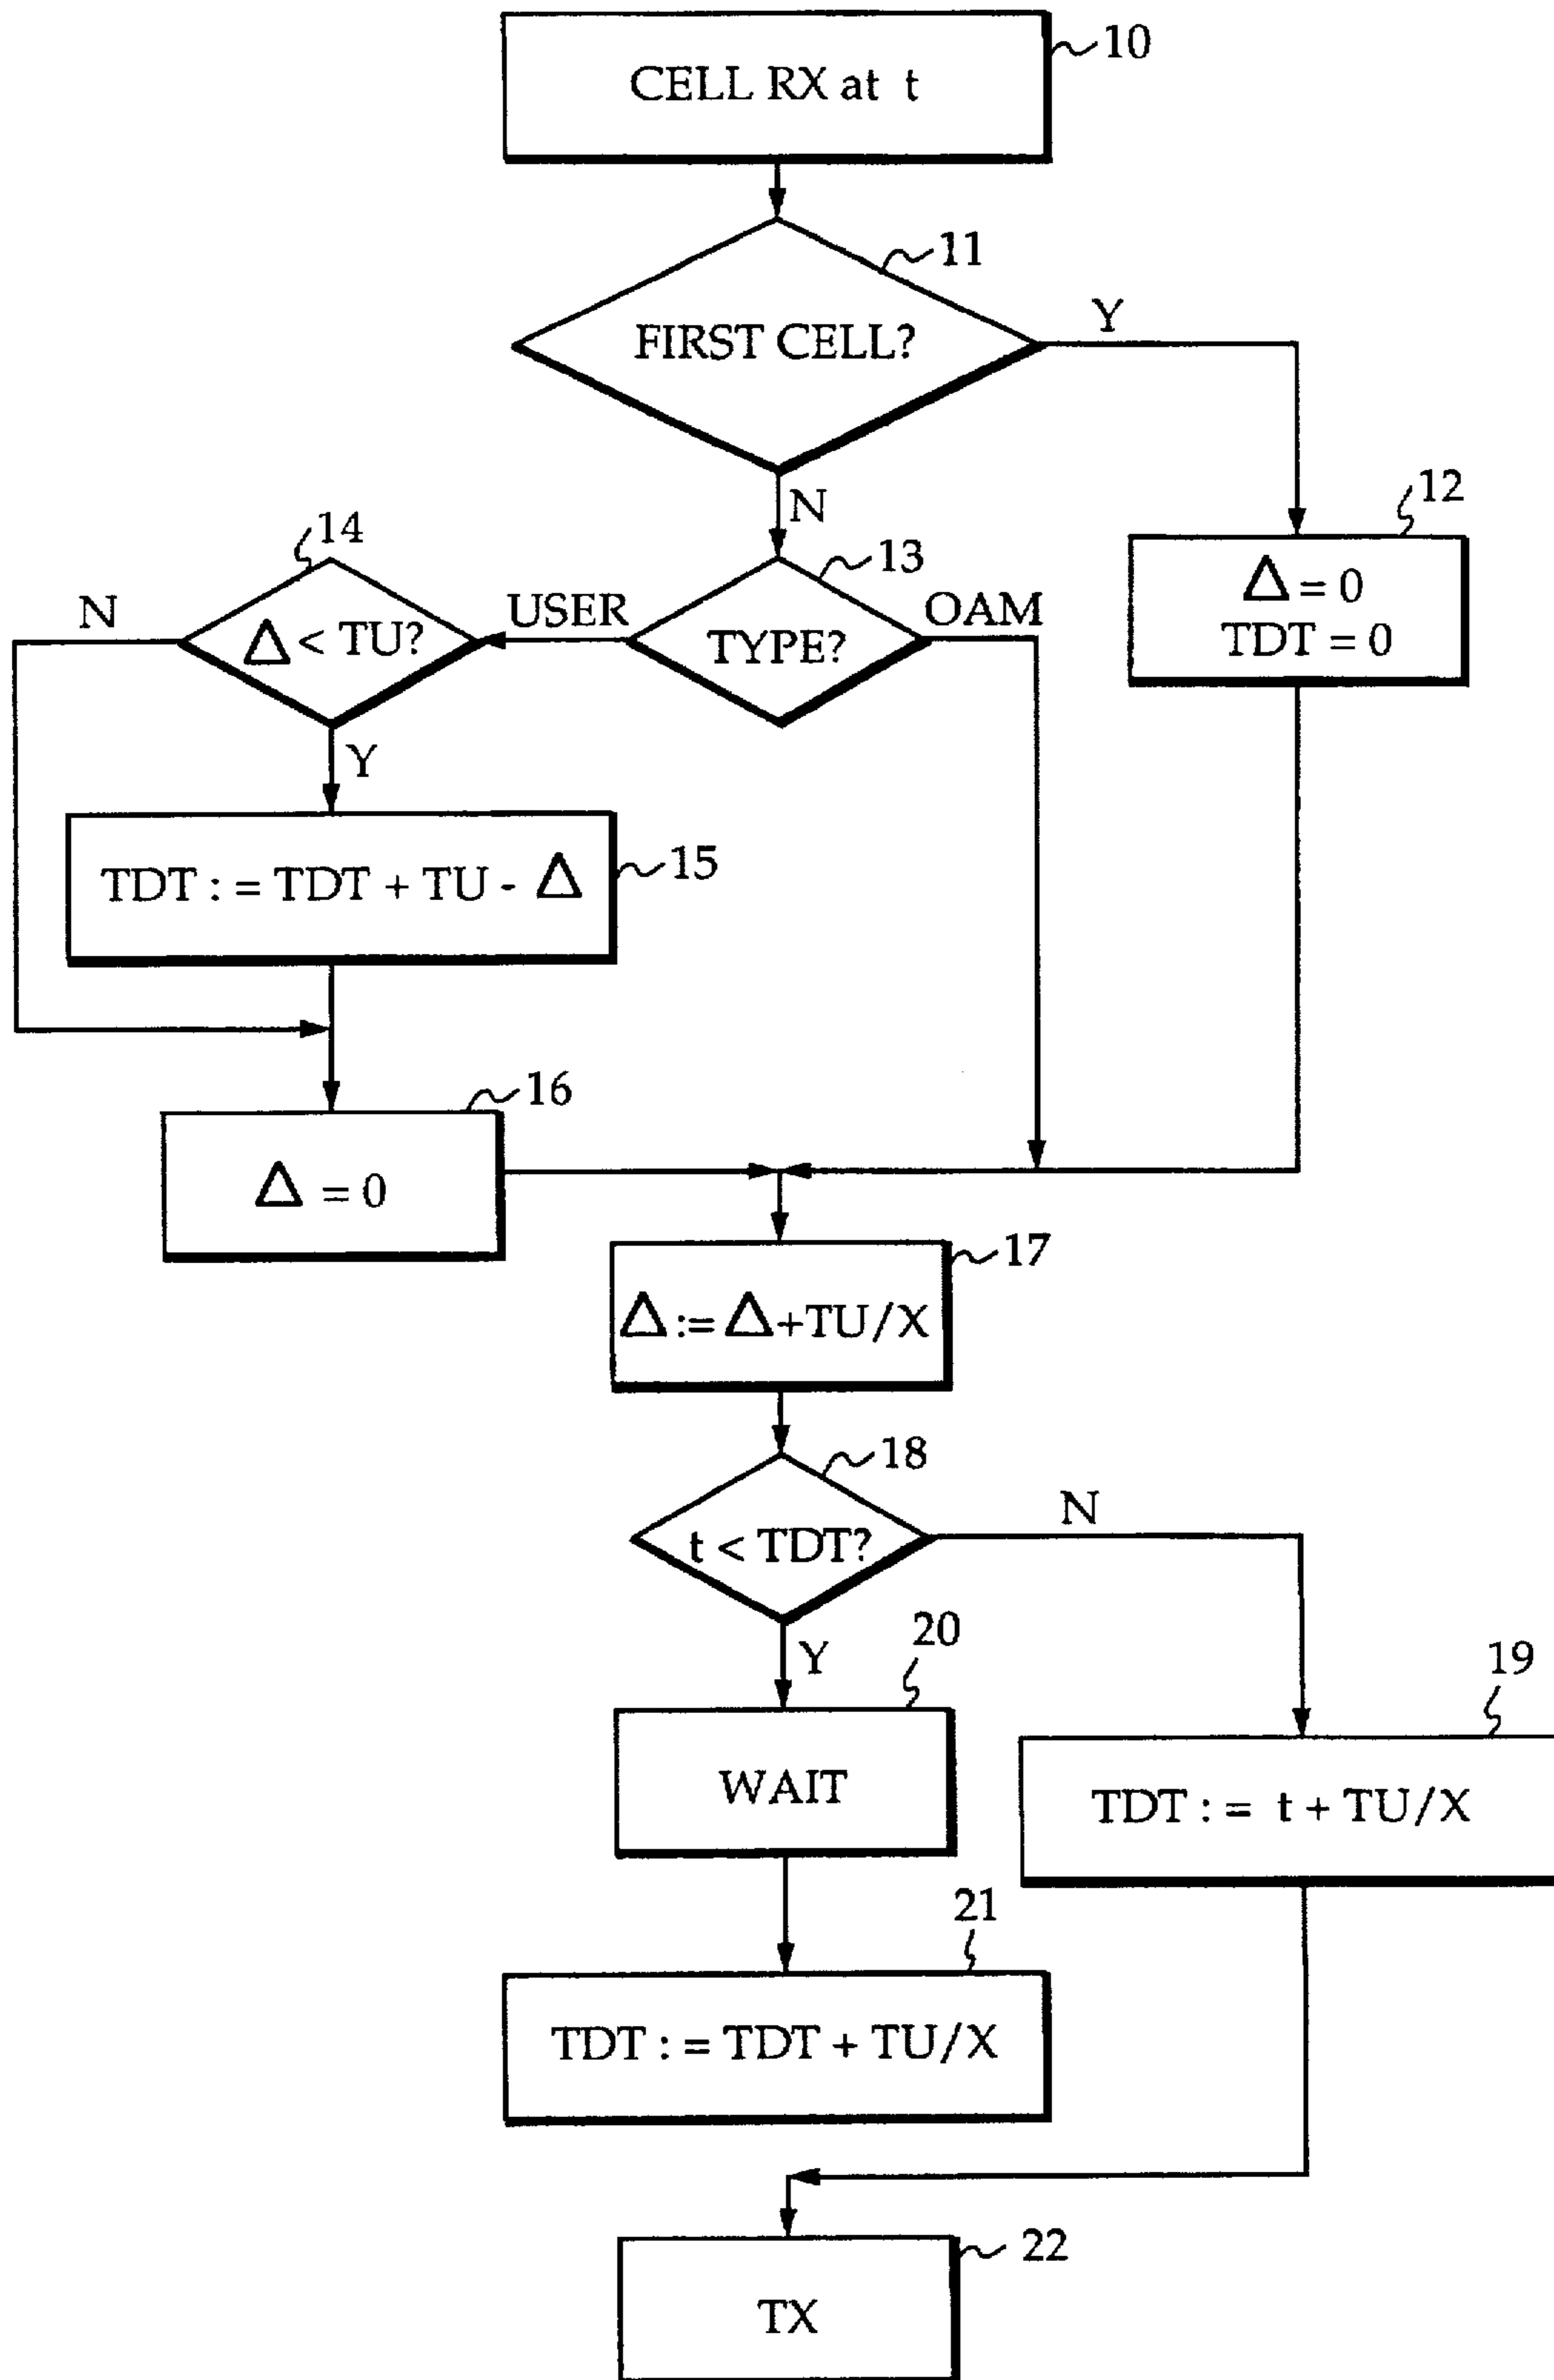 CELL RX at t
10
11
FIRST CELL?
Y
N
12
Δ = 0
TDT = 0
13
TYPE?
USER
OAM
14
Δ < TU?
N
Y
TDT : = TDT + TU - Δ
15
16
Δ = 0
17
Δ := Δ+TU/X
18
t < TDT?
N
Y
20
WAIT
19
TDT : = t + TU/X
21
TDT : = TDT + TU/X
22
TX